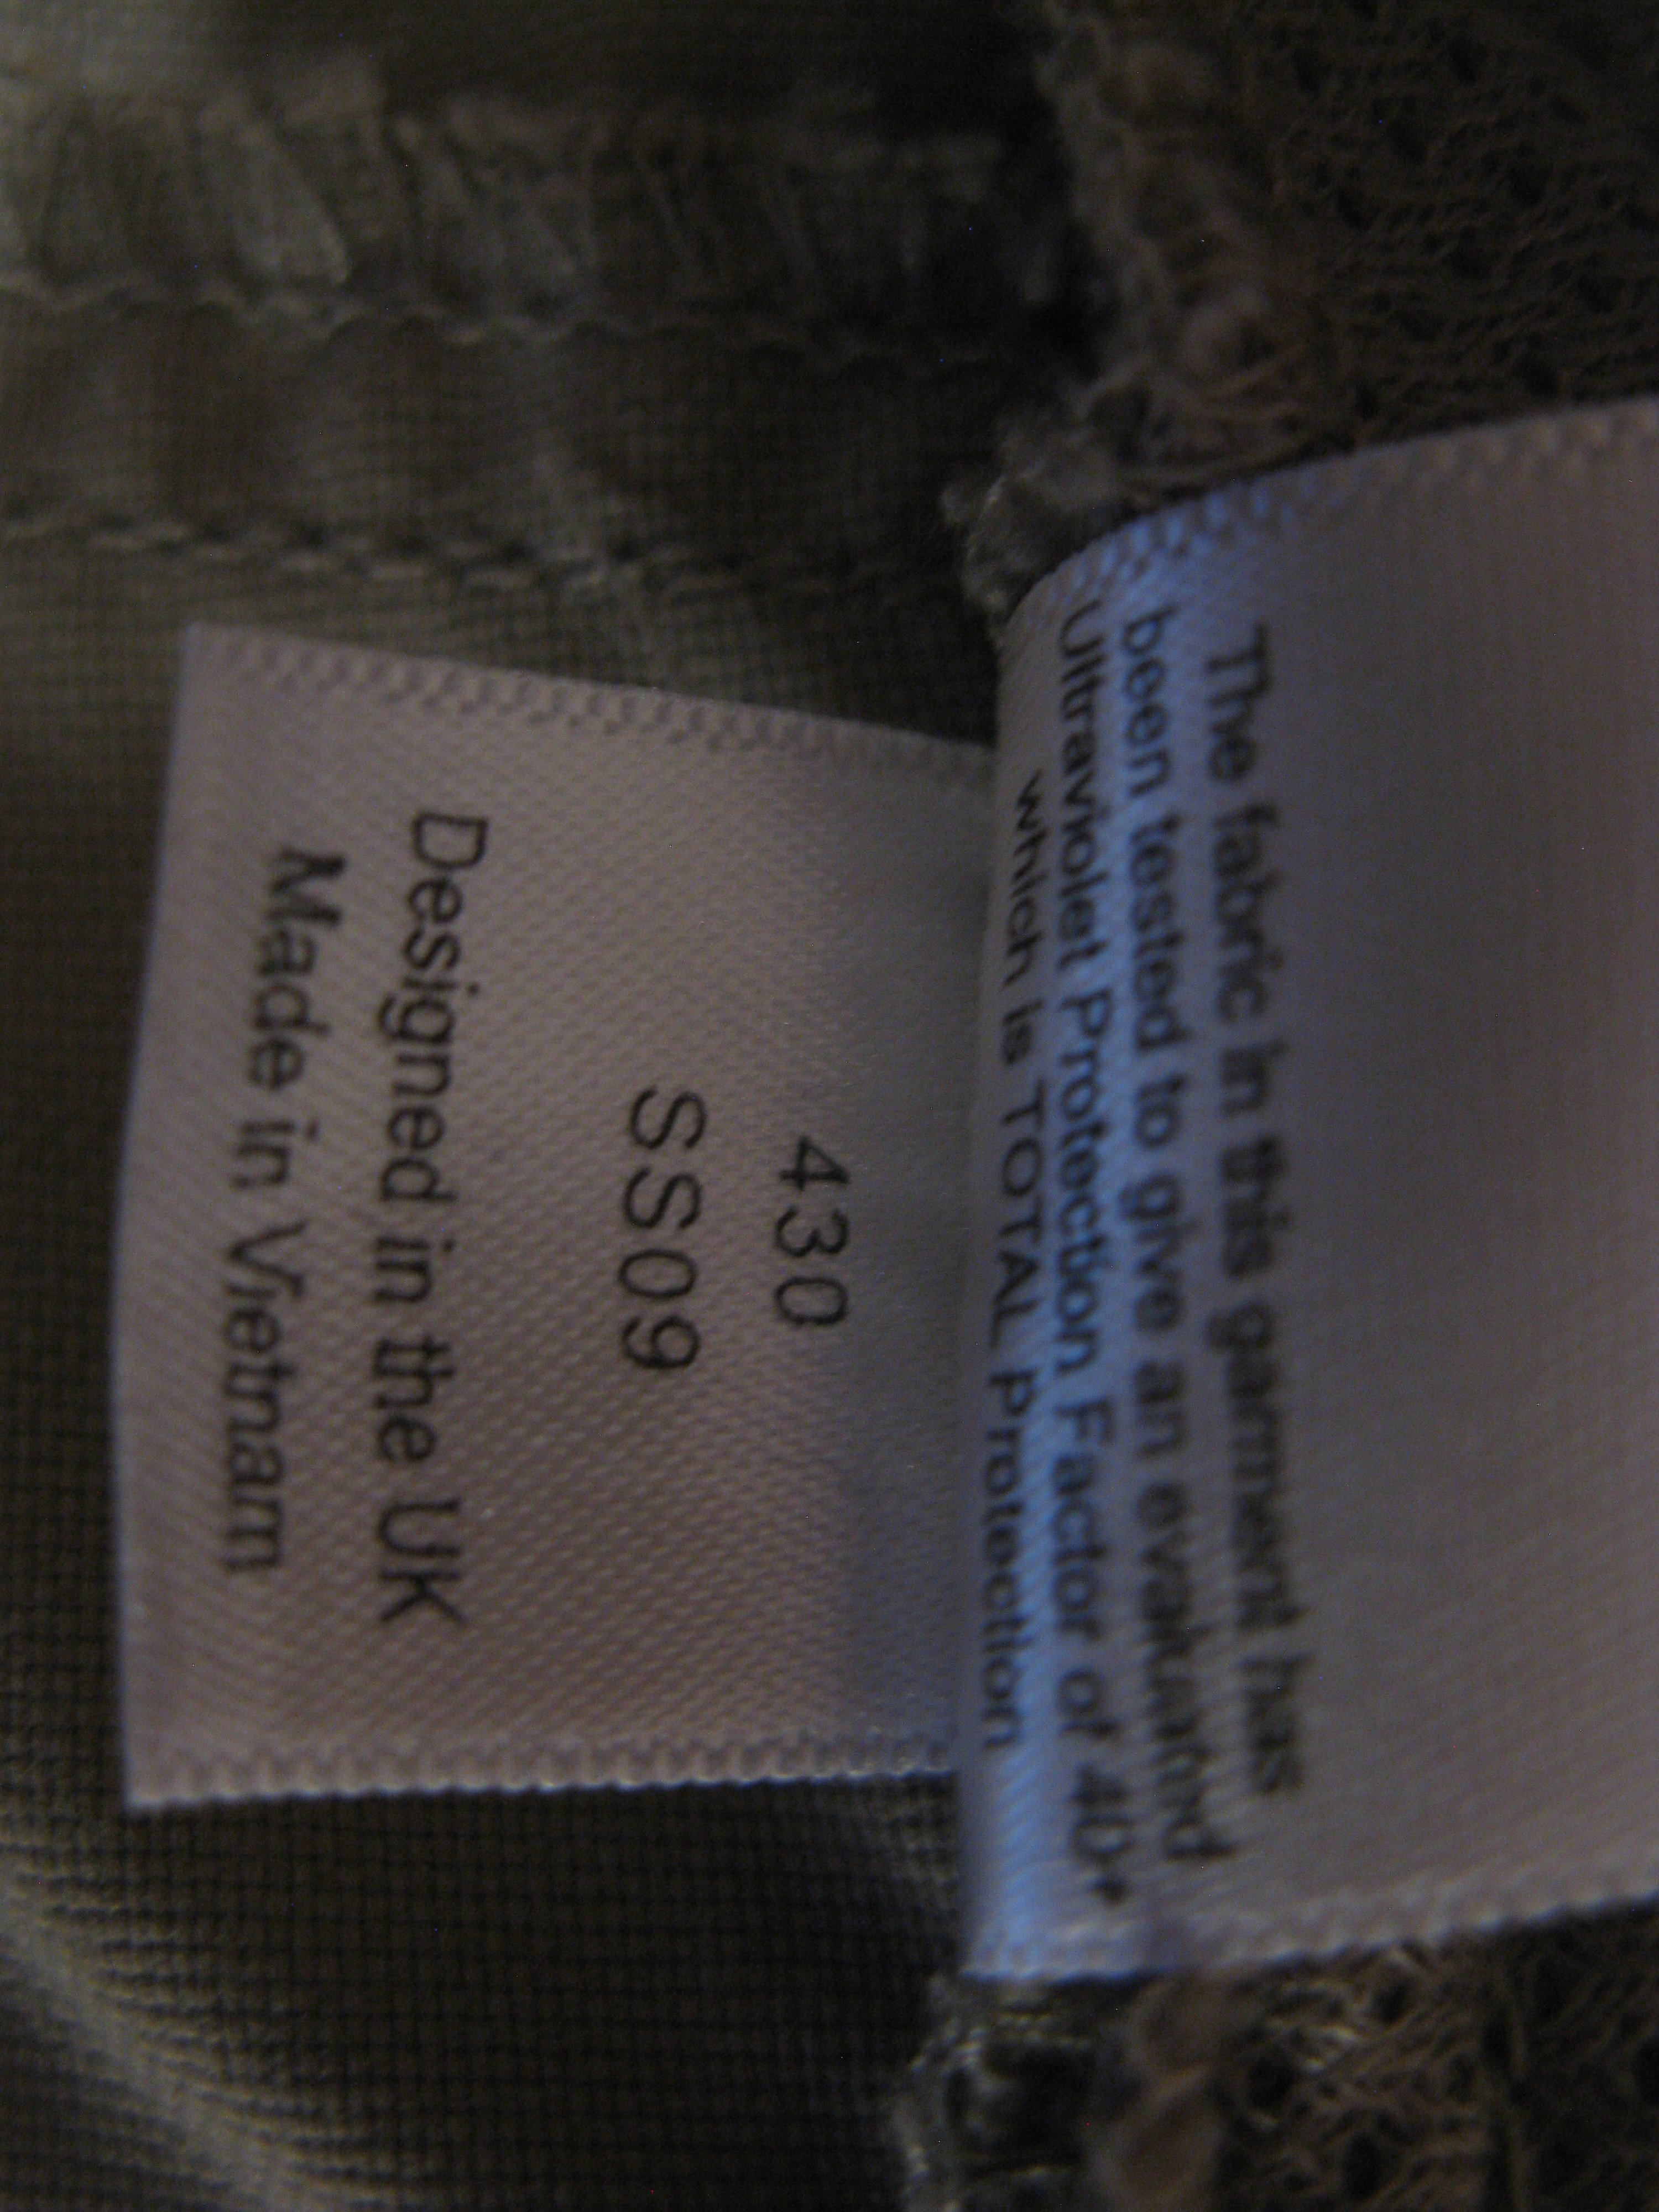 The fabric in this garment has
been tested to give an evaluated
Ultraviolet Protection Factor of 40+
which is TOTAL Protection
430
SS09
Designed in the UK
Made in Vietnam